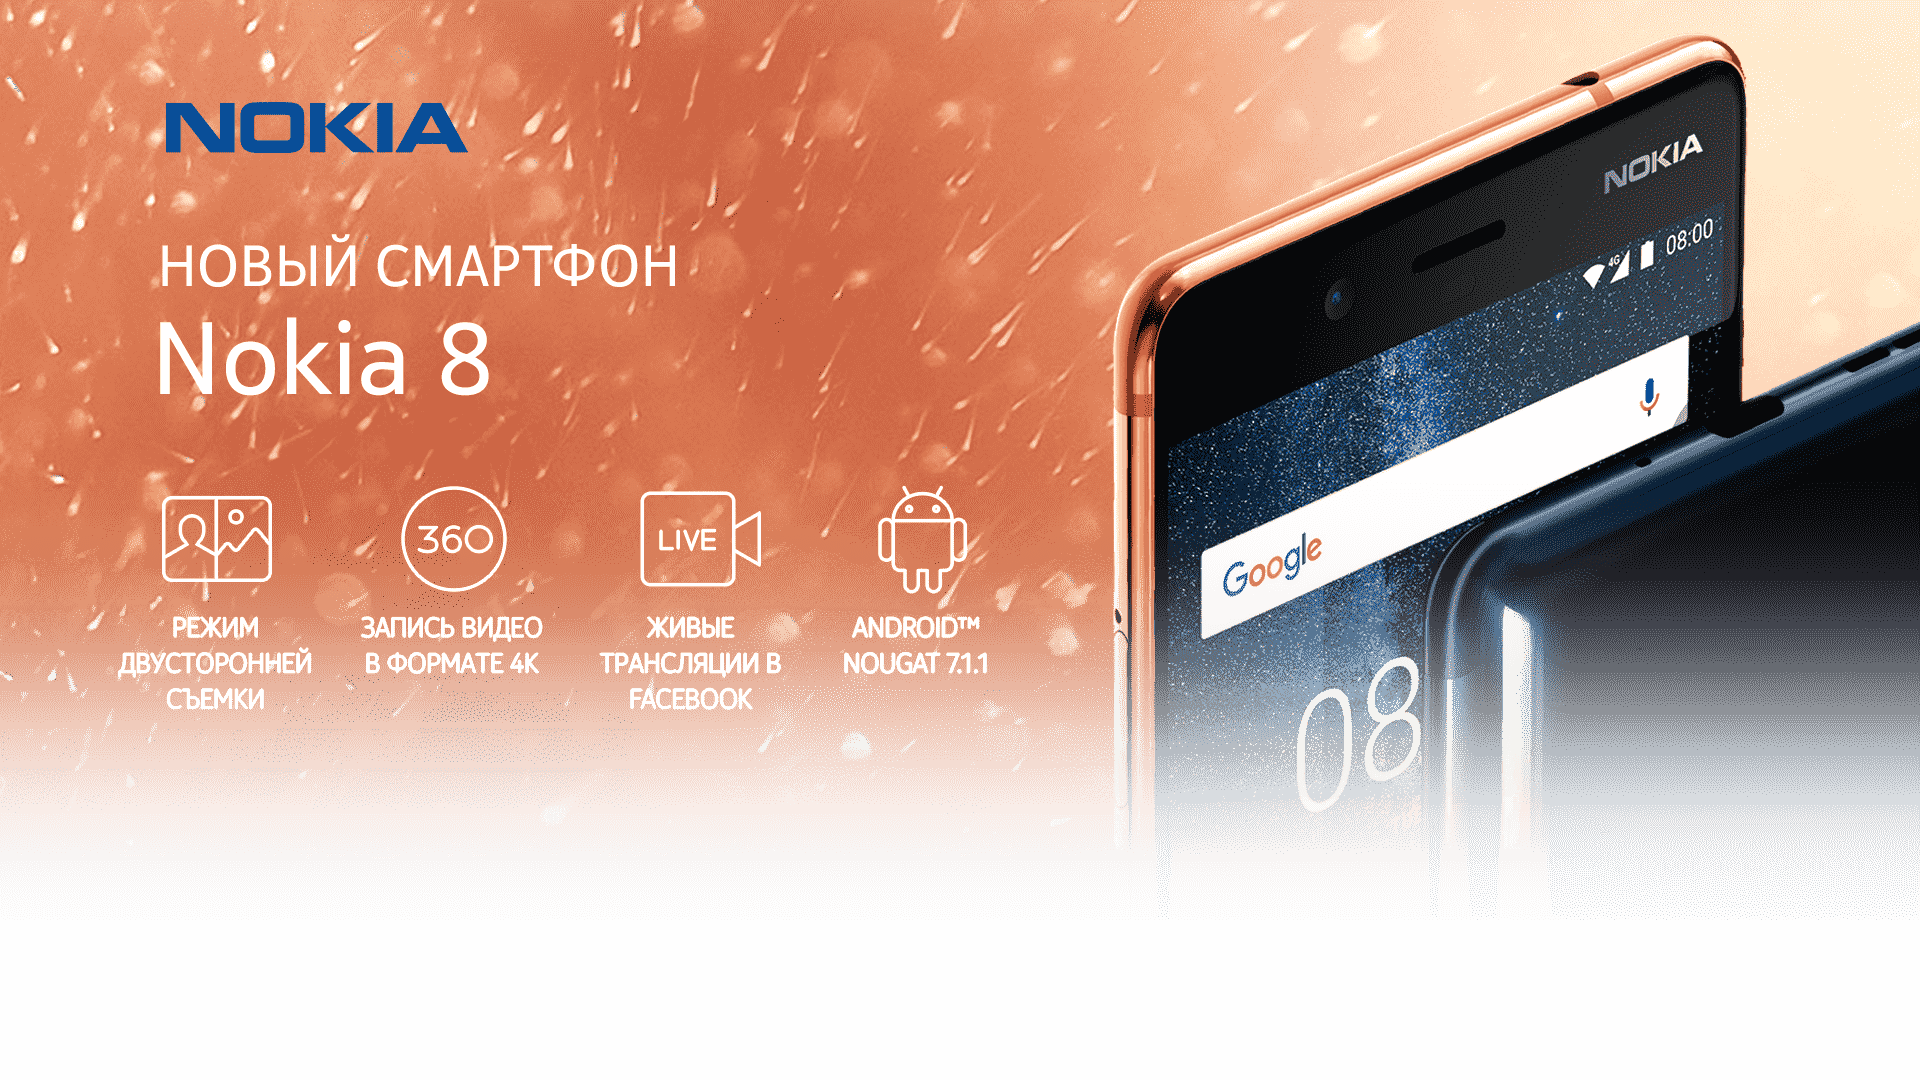 NOKIA
НОВЫЙ СМАРТФОН
Nokia 8
360
LIVE
РЕЖИМ
ДВУСТОРОННЕЙ
СЪЕМКИ
ЗАПИСЬ ВИДЕО
В ФОРМАТЕ 4K
ЖИВЫЕ
ТРАНСЛЯЦИИ В
FACEBOOK
ANDROID™
NOUGAT 7.1.1
NOKIA
4G 08:00
Google
08